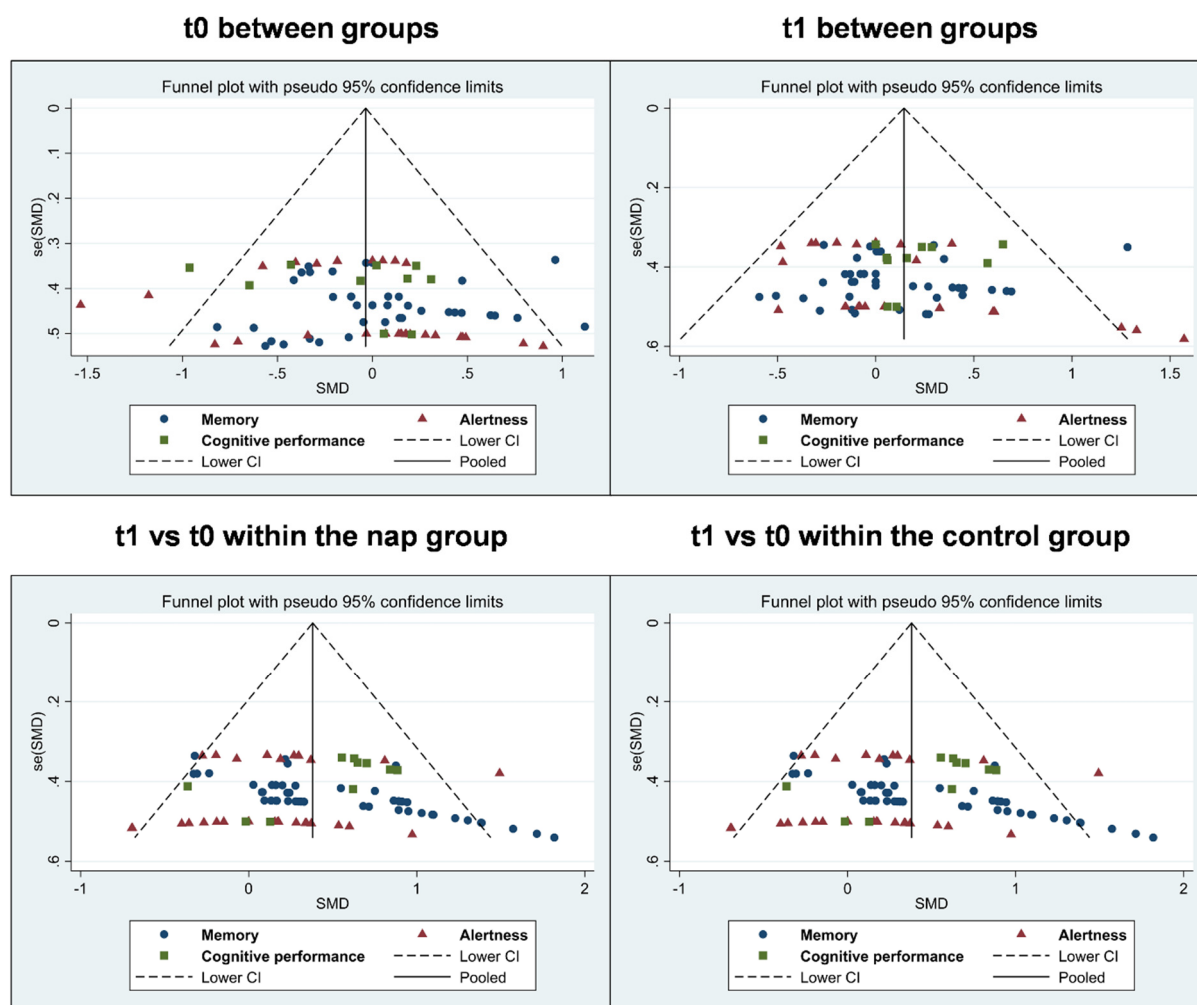 t0 between groups
t1 between groups
Funnel plot with pseudo 95% confidence limits
0
.1
.2
.3
.4
.5
se(SMD)
-1.5
-1
-.5
0
.5
1
SMD
Memory
Alertness
Cognitive performance
Lower CI
Lower CI
Pooled
Funnel plot with pseudo 95% confidence limits
0
.2
.4
.6
se(SMD)
-1
-.5
0
.5
1
1.5
SMD
Memory
Alertness
Cognitive performance
Lower CI
Lower CI
Pooled
t1 vs t0 within the nap group
t1 vs t0 within the control group
Funnel plot with pseudo 95% confidence limits
0
.2
.4
.6
se(SMD)
-1
0
1
2
SMD
Memory
Alertness
Cognitive performance
Lower CI
Lower CI
Pooled
Funnel plot with pseudo 95% confidence limits
0
.2
.4
.6
se(SMD)
-1
0
1
2
SMD
Memory
Alertness
Cognitive performance
Lower CI
Lower CI
Pooled